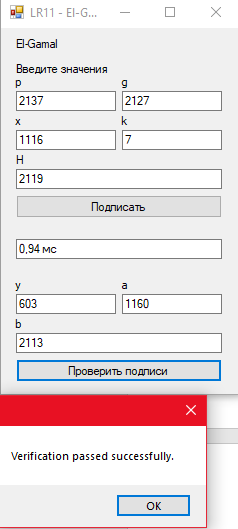 LR11 - El-G...
El-Gamal
Введите значения
p g
2137 2127
x k
1116 7
H
2119
Подписать
0,94 мс
y a
603 1160
b
2113
Проверить подписи
Verification passed successfully.
OK